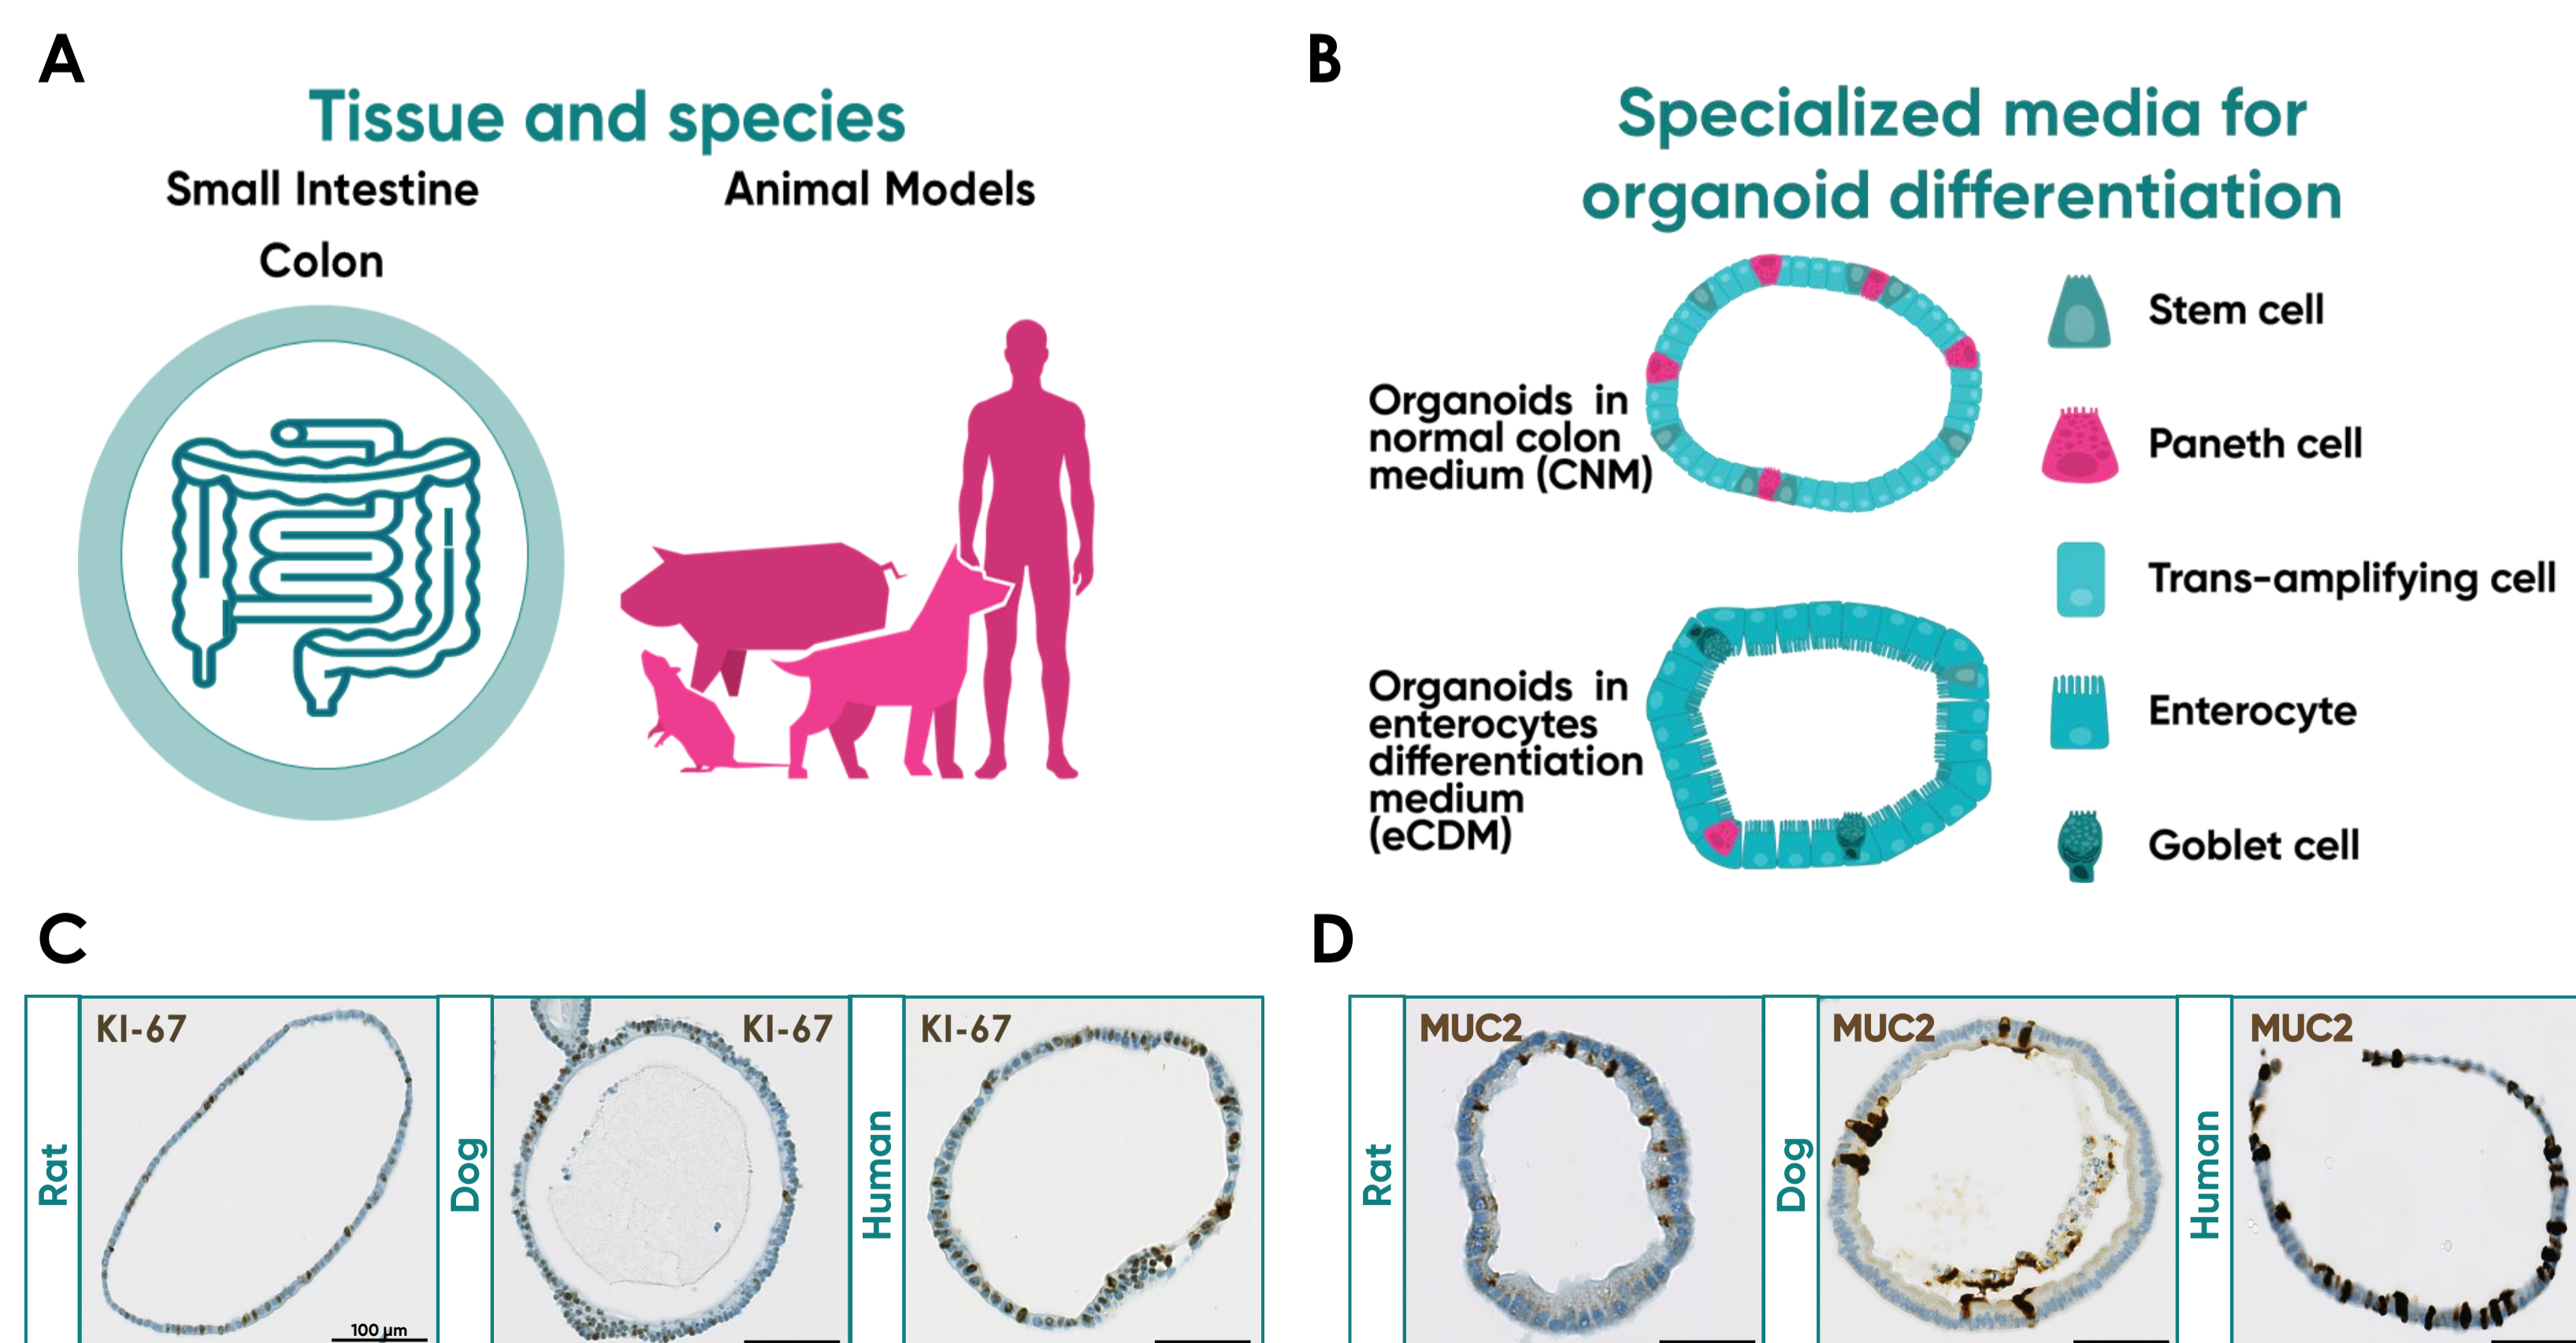 A
Tissue and species
Small Intestine
Colon
Animal Models
B
Specialized media for
organoid differentiation
Organoids in
normal colon
medium (CNM)
Organoids in
enterocytes
differentiation
medium
(eCDM)
Stem cell
Paneth cell
Trans-amplifying cell
Enterocyte
Goblet cell
C
Rat
KI-67
100 µm
Dog
KI-67
Human
KI-67
D
Rat
MUC2
Dog
MUC2
Human
MUC2